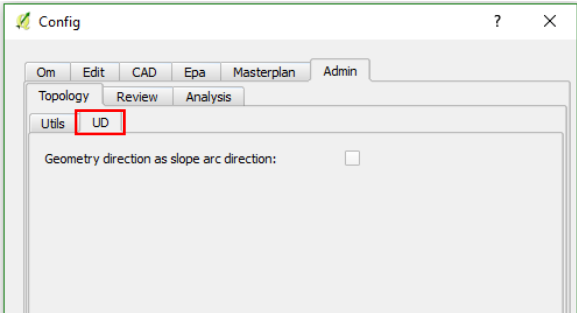 Config ?
Om Edit CAD Epa Masterplan Admin
Topology Review Analysis
Utils UD
Geometry direction as slope arc direction: